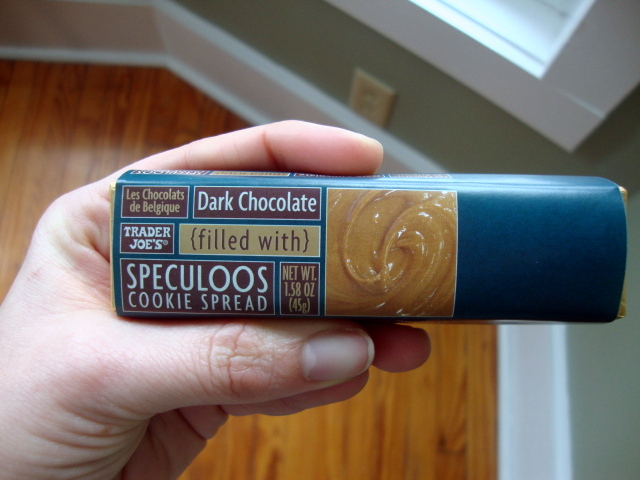 Les Chocolats
de Belgique
Dark Chocolate
TRADER
JOE'S®
{filled with}
SPECULOOS
COOKIE SPREAD
NET WT.
1.58 OZ
(45g)